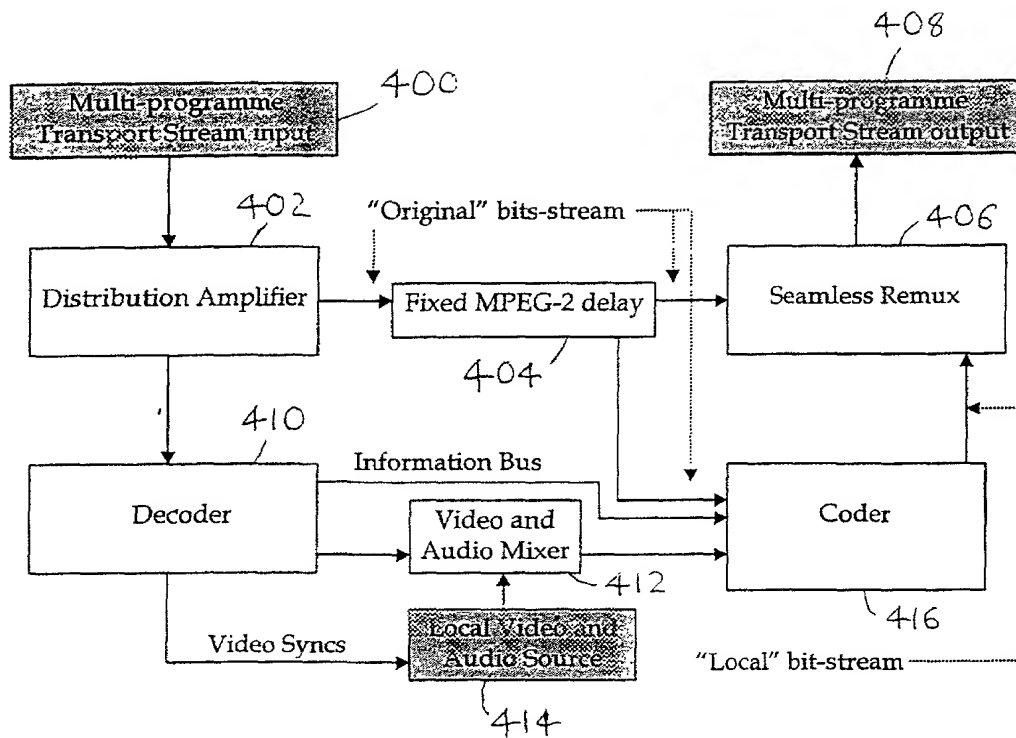 408
400
Multi-programme
Transport Stream input
Multi-programme
Transport Stream output
402
"Original" bits-stream
406
Distribution Amplifier
Fixed MPEG-2 delay
Seamless Remux
404
410
Information Bus
Decoder
Video and
Audio Mixer
Coder
412
416
Video Syncs
Local Video and
Audio Source
"Local" bit-stream
414